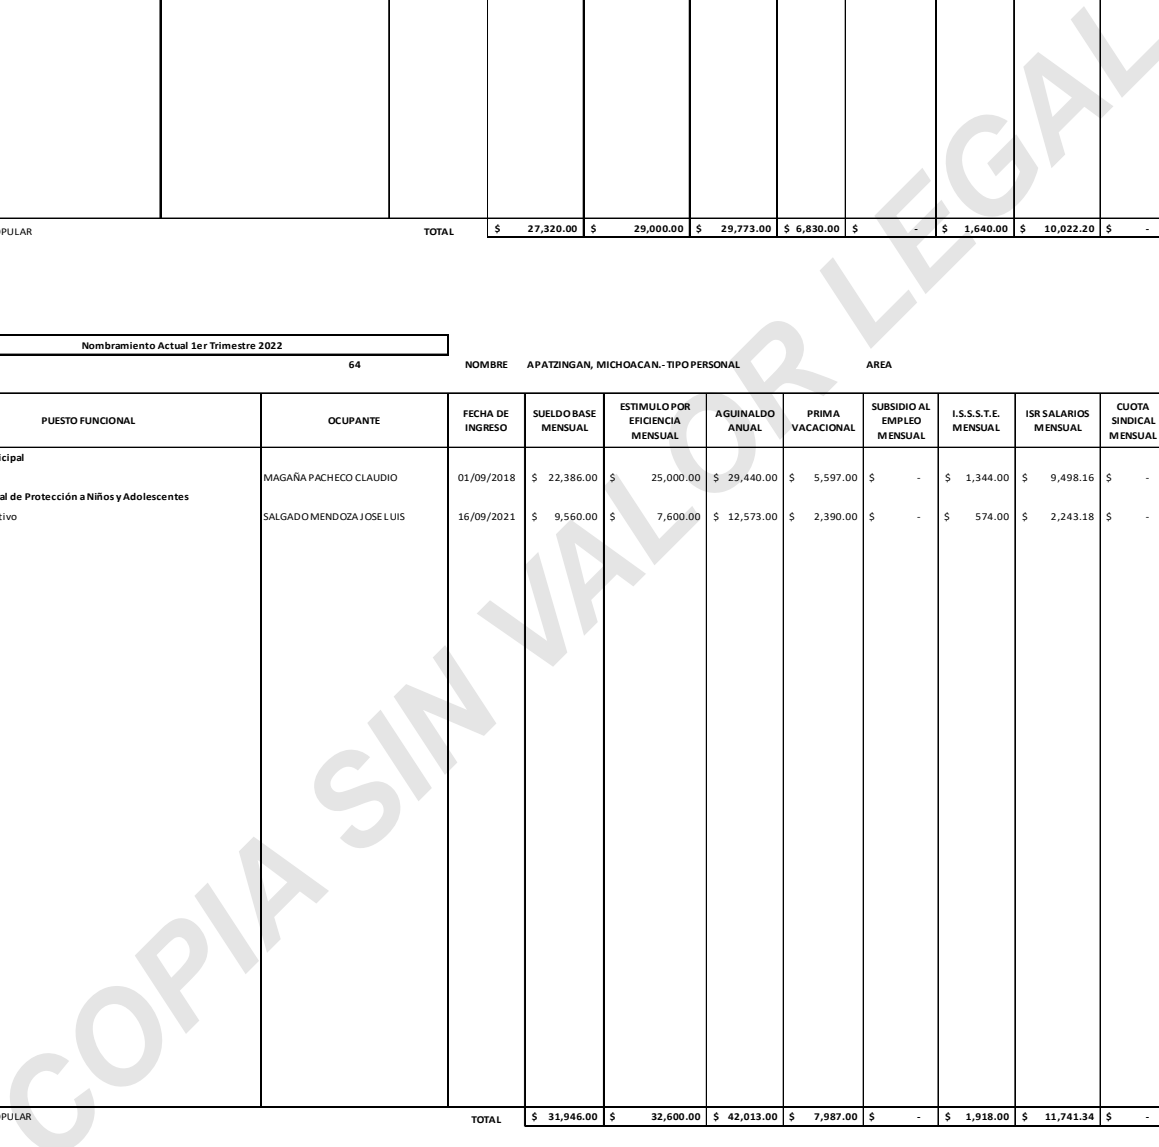 OPULAR TOTAL $ 27,320.00 $ 29,000.00 $ 29,773.00 $ 6,830.00 $ - $ 1,640.00 $ 10,022.20 $ -
Nombramiento Actual 1er Trimestre 2022
64 NOMBRE APATZINGAN, MICHOACAN.- TIPO PERSONAL AREA
PUESTO FUNCIONAL OCUPANTE FECHA DE INGRESO SUELDO BASE MENSUAL ESTIMULO POR EFICIENCIA MENSUAL AGUINALDO ANUAL PRIMA VACACIONAL SUBSIDIO AL EMPLEO MENSUAL I.S.S.S.T.E. MENSUAL ISR SALARIOS MENSUAL CUOTA SINDICAL MENSUAL
icipal
MAGAÑA PACHECO CLAUDIO 01/09/2018 $ 22,386.00 $ 25,000.00 $ 29,440.00 $ 5,597.00 $ - $ 1,344.00 $ 9,498.16 $ -
al de Protección a Niños y Adolescentes
tivo SALGADO MENDOZA JOSE LUIS 16/09/2021 $ 9,560.00 $ 7,600.00 $ 12,573.00 $ 2,390.00 $ - $ 574.00 $ 2,243.18 $ -
OPULAR TOTAL $ 31,946.00 $ 32,600.00 $ 42,013.00 $ 7,987.00 $ - $ 1,918.00 $ 11,741.34 $ -
COPIA SIN VALOR LEGAL